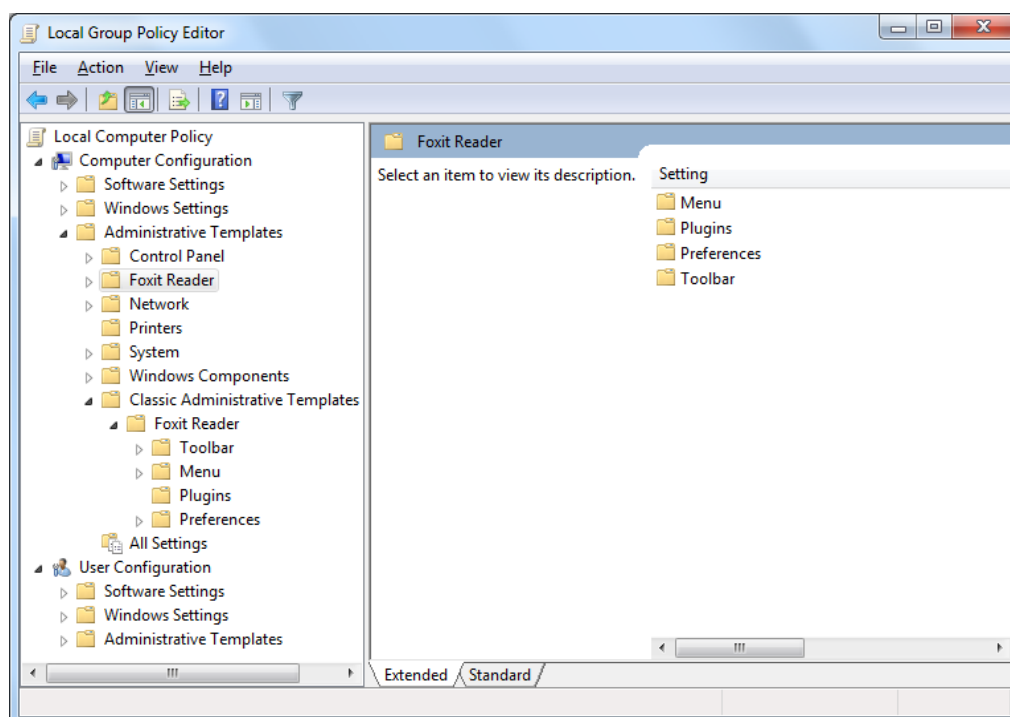 Local Group Policy Editor
File Action View Help
Local Computer Policy
Computer Configuration
Software Settings
Windows Settings
Administrative Templates
Control Panel
Foxit Reader
Network
Printers
System
Windows Components
Classic Administrative Templates
Foxit Reader
Toolbar
Menu
Plugins
Preferences
All Settings
User Configuration
Software Settings
Windows Settings
Administrative Templates
Foxit Reader
Select an item to view its description.
Setting
Menu
Plugins
Preferences
Toolbar
Extended Standard